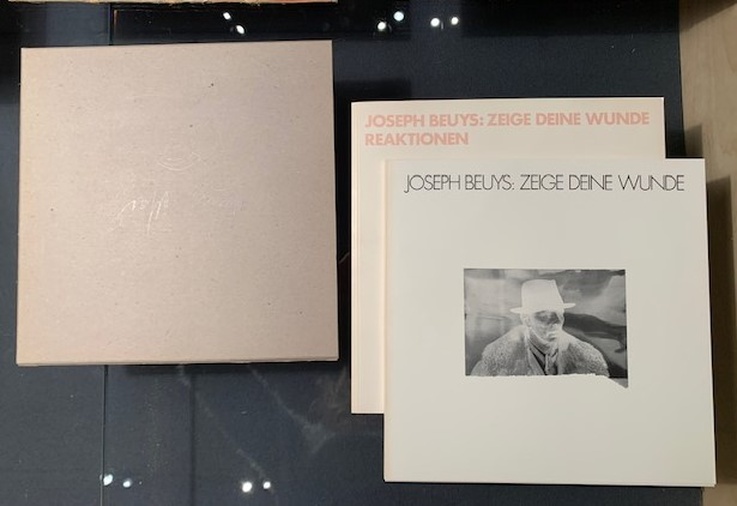 JOSEPH BEUYS: ZEIGE DEINE WUNDE
REAKTIONEN
JOSEPH BEUYS: ZEIGE DEINE WUNDE